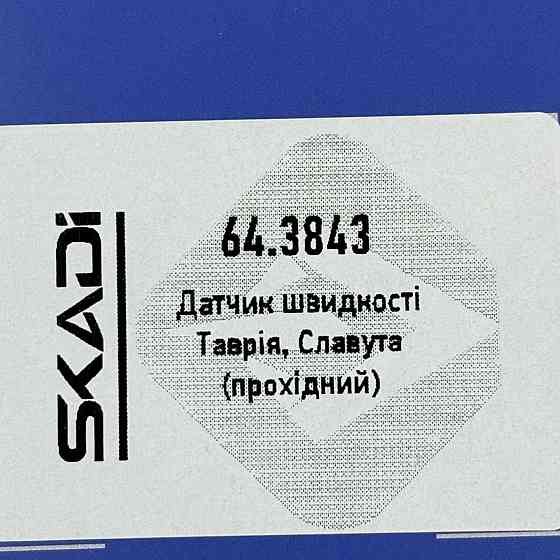 SKADI
64.3843
Датчик швидкості
Таврія, Славута
(прохідний)